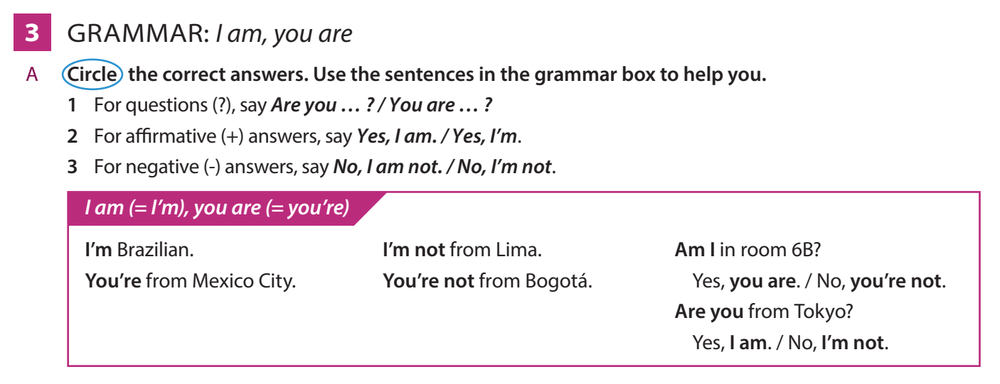 3 GRAMMAR: I am, you are
A Circle the correct answers. Use the sentences in the grammar box to help you.
1 For questions (?), say Are you … ? / You are … ?
2 For affirmative (+) answers, say Yes, I am. / Yes, I’m.
3 For negative (-) answers, say No, I am not. / No, I’m not.
I am (= I’m), you are (= you’re)
I’m Brazilian.
You’re from Mexico City.
I’m not from Lima.
You’re not from Bogotá.
Am I in room 6B?
Yes, you are. / No, you’re not.
Are you from Tokyo?
Yes, I am. / No, I’m not.